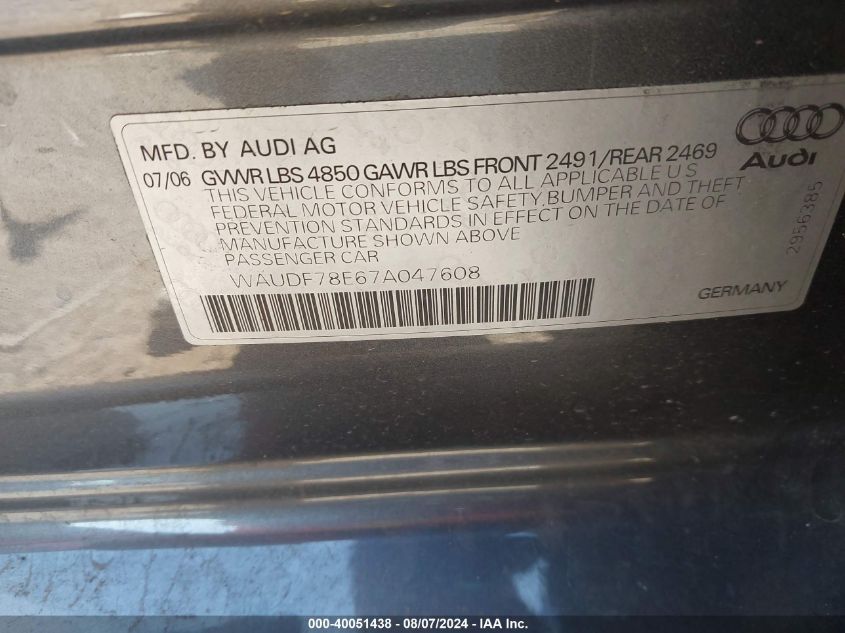 MFD. BY AUDI AG
07/06 GVWR LBS 4850 GAWR LBS FRONT 2491/REAR 2469
THIS VEHICLE CONFORMS TO ALL APPLICABLE U S
FEDERAL MOTOR VEHICLE SAFETY, BUMPER AND THEFT
PREVENTION STANDARDS IN EFFECT ON THE DATE OF
MANUFACTURE SHOWN ABOVE
PASSENGER CAR
WAUDF78E67A047608
Audi
2956385
GERMANY
000-40051438 - 08/07/2024 - IAA Inc.